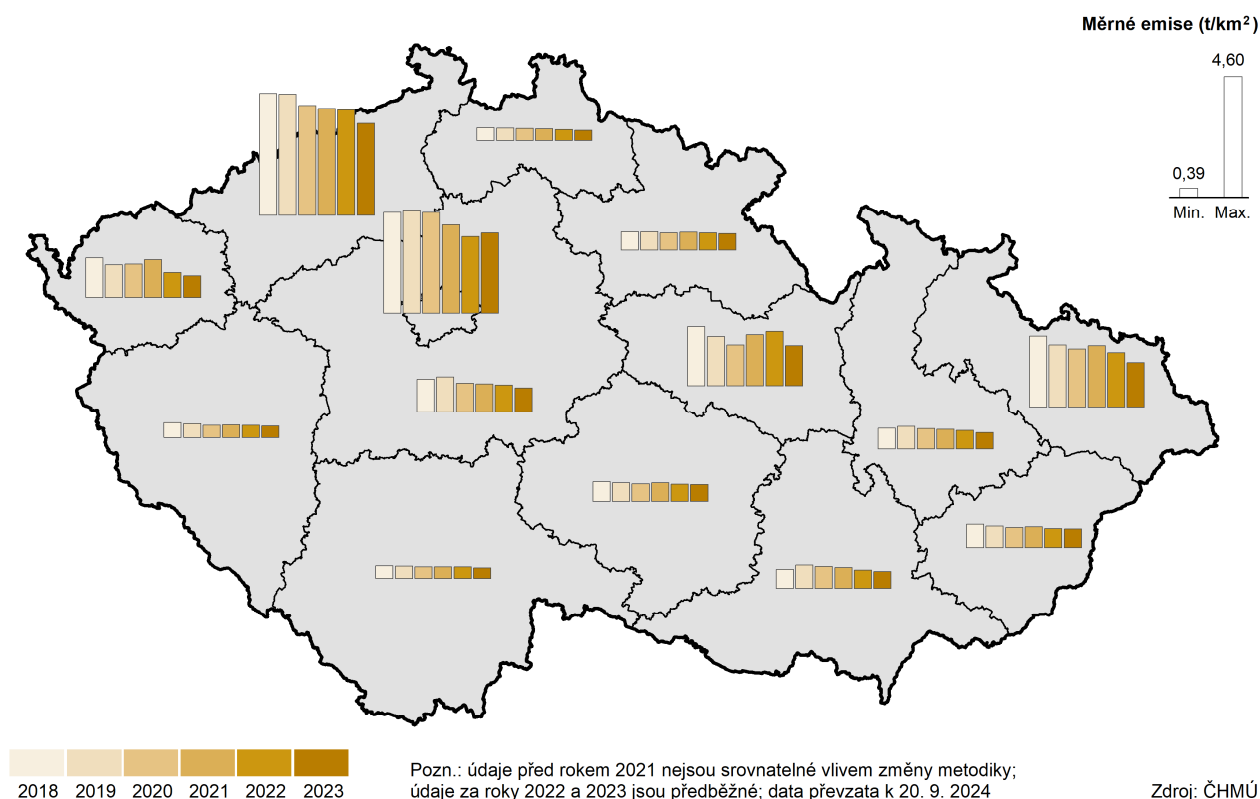 Měrné emise (t/km²)
4,60
0,39
Min. Max.
2018 2019 2020 2021 2022 2023
Pozn.: údaje před rokem 2021 nejsou srovnatelné vlivem změny metodiky;
údaje za roky 2022 a 2023 jsou předběžné; data převzata k 20. 9. 2024
Zdroj: ČHMÚ